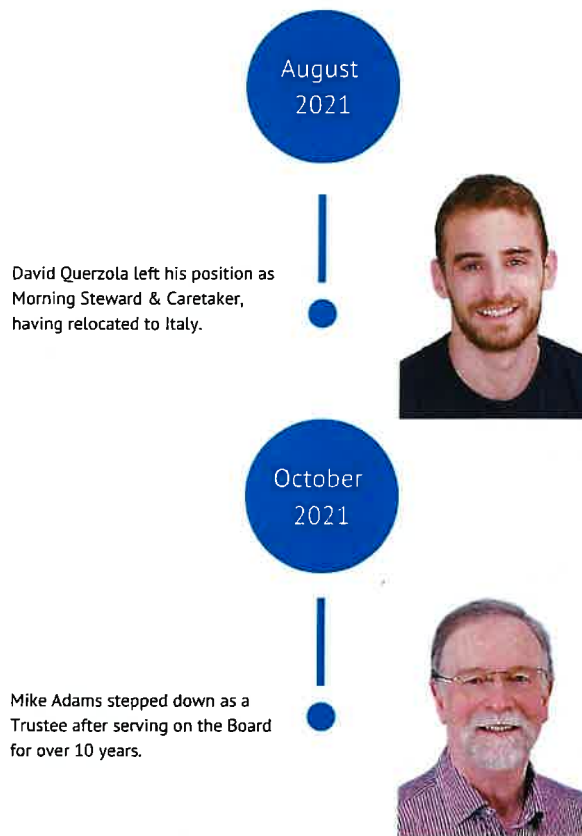 August
2021
David Querzola left his position as
Morning Steward & Caretaker,
having relocated to Italy.
October
2021
Mike Adams stepped down as a
Trustee after serving on the Board
for over 10 years.